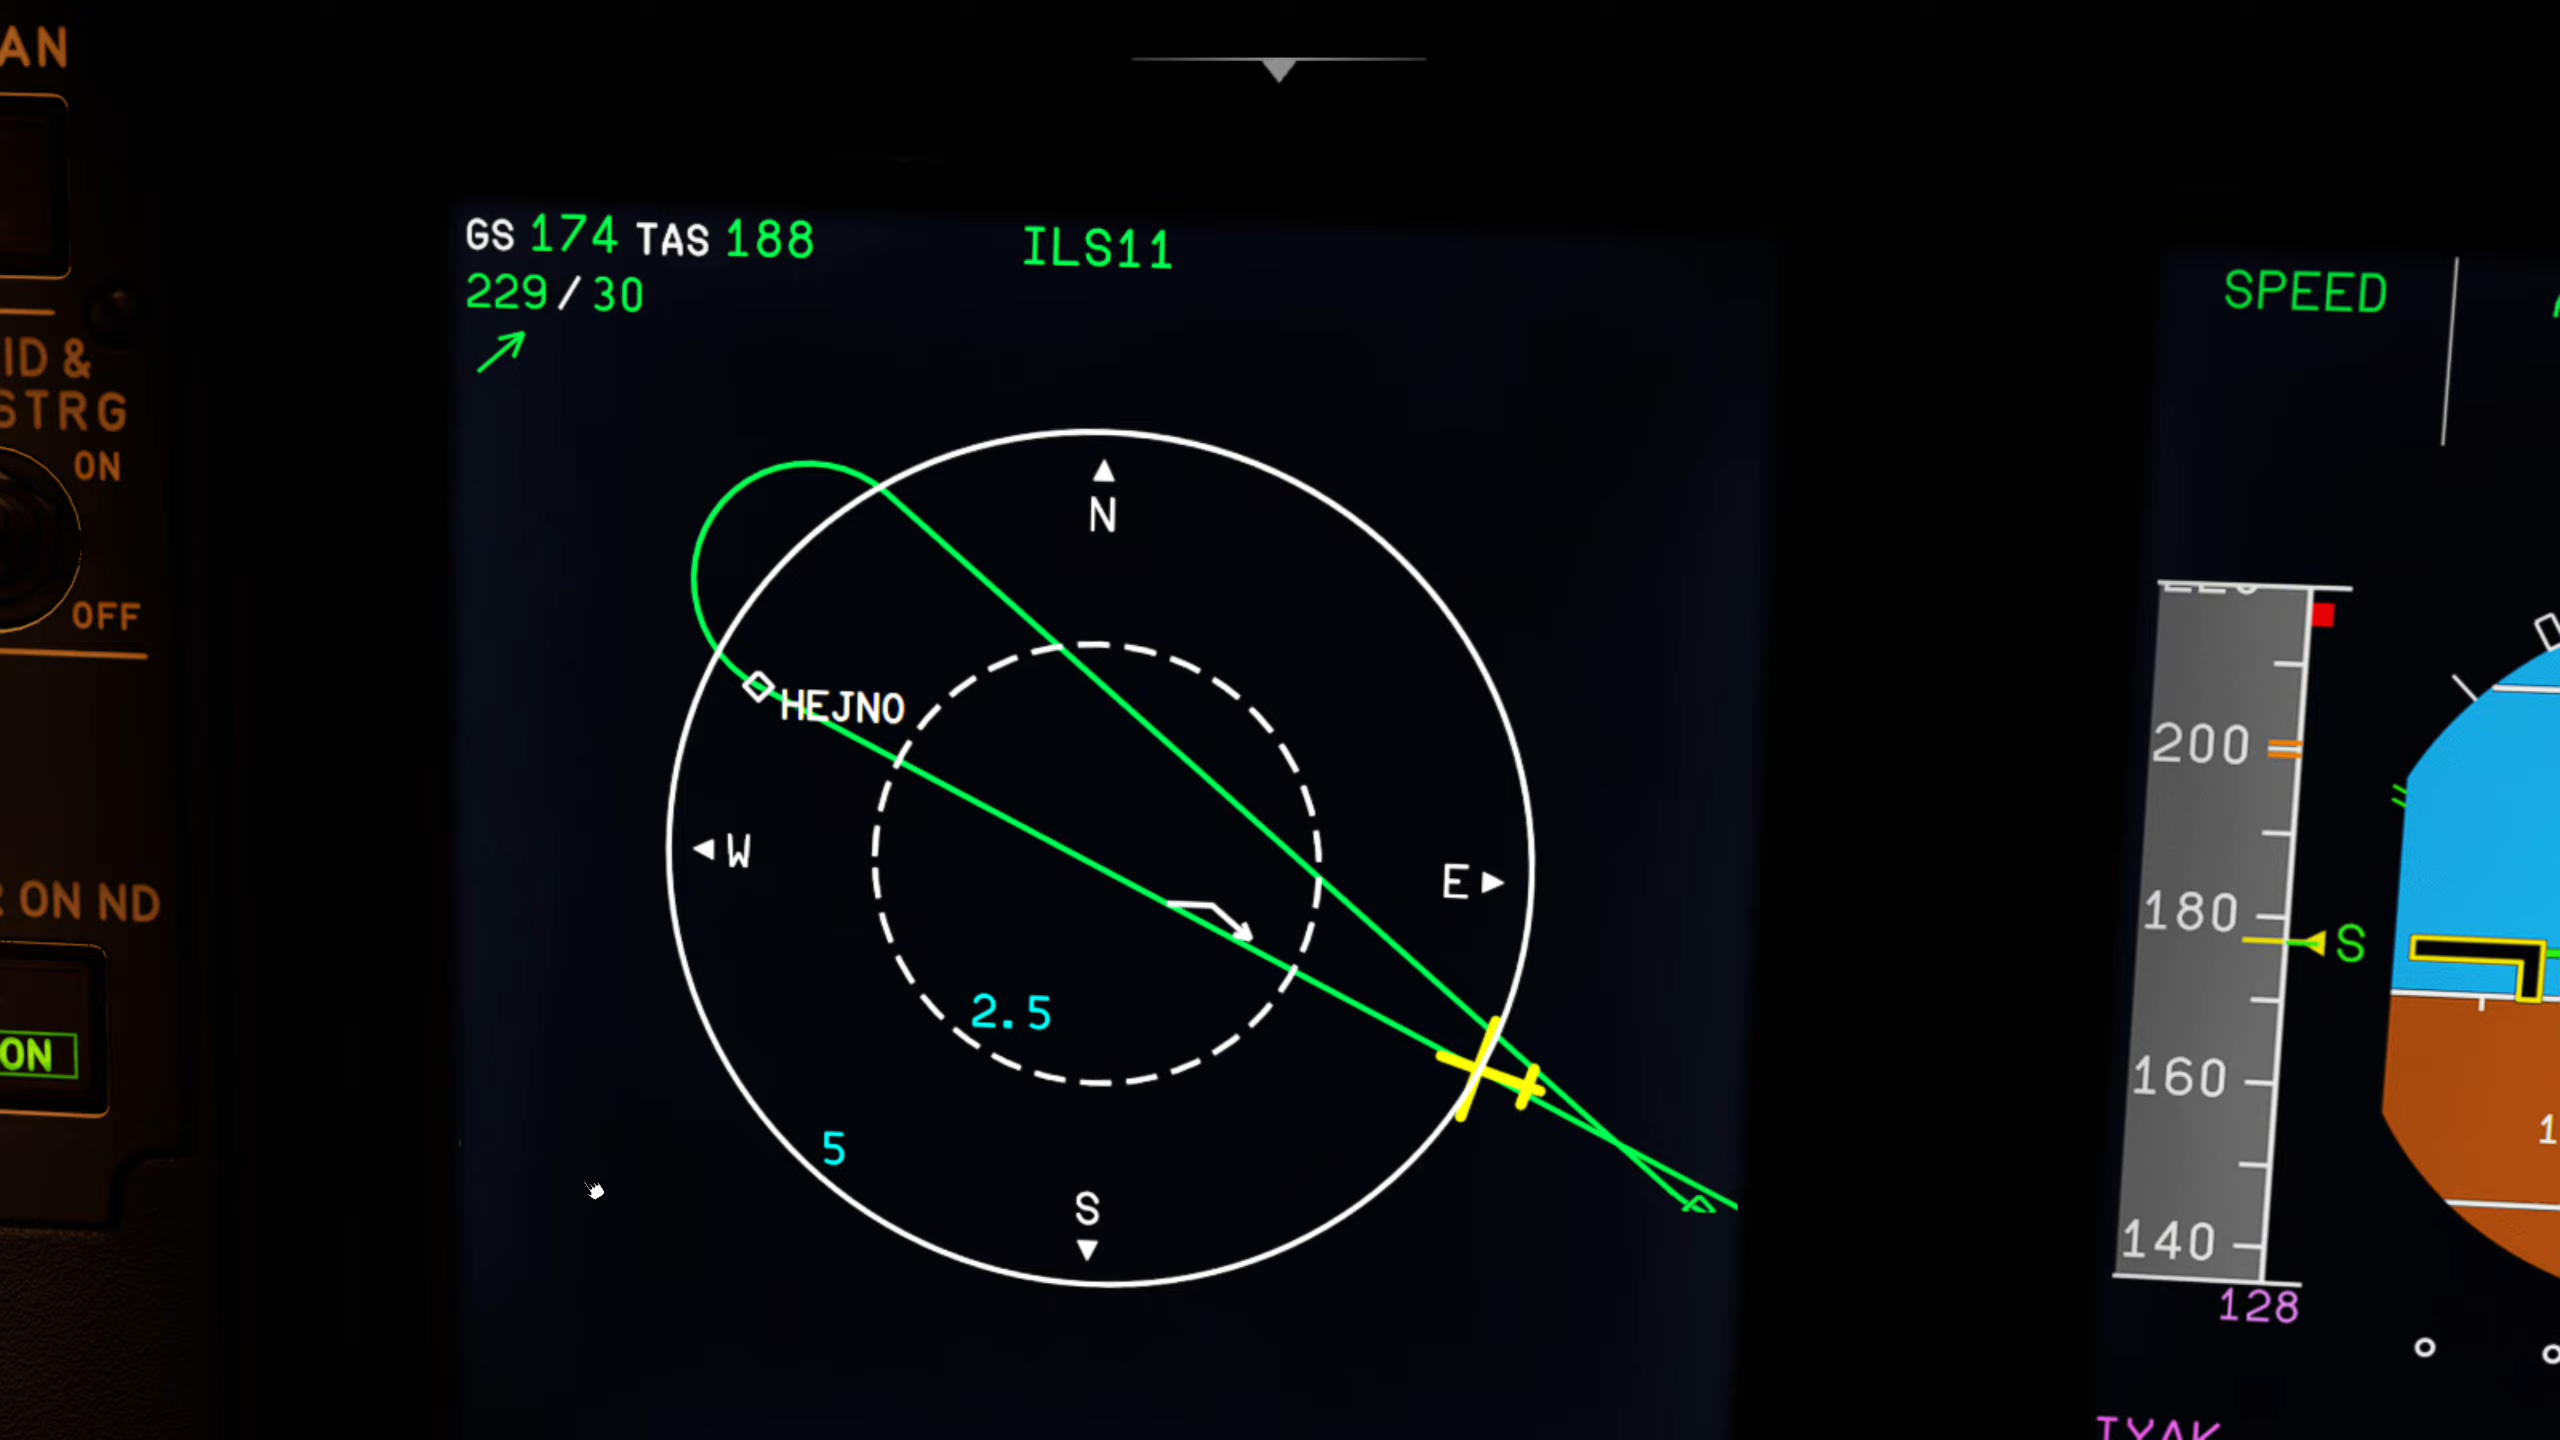 AN
ID &
STRG
ON
OFF
ON ND
ON
GS 174 TAS 188
229/30
ILS11
N
HEJNO
W
E
2.5
5
S
SPEED
200
180
S
160
140
128
1